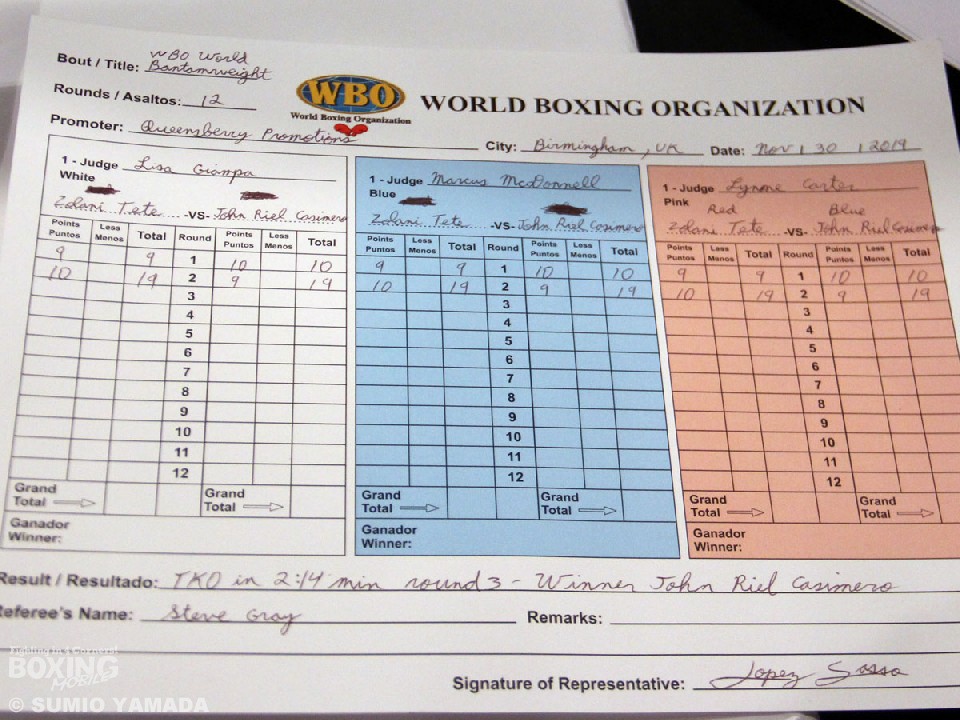 Bout / Title: WBO World Bantamweight
Rounds / Asaltos: 12
WBO
World Boxing Organization
WORLD BOXING ORGANIZATION
Promoter: Queensberry Promotions City: Birmingham, UK Date: Nov 30 2019
1 - Judge Lisa Giampa
White
Zolani Tete -VS- John Riel Casimero
Points Puntos Less Menos Total Round Points Puntos Less Menos Total
9 9 1 10 10
10 19 2 9 19
3
4
5
6
7
8
9
10
11
12
Grand Total Grand Total
Ganador
Winner:
1 - Judge Marcus McDonnell
Blue
Zolani Tete -VS- John Riel Casimero
Points Puntos Less Menos Total Round Points Puntos Less Menos Total
9 9 1 10 10
10 19 2 9 19
3
4
5
6
7
8
9
10
11
12
Grand Total Grand Total
Ganador
Winner:
1 - Judge Lynne Carter
Pink Red Blue
Zolani Tete -VS- John Riel Casimero
Points Puntos Less Menos Total Round Points Puntos Less Menos Total
9 9 1 10 10
10 19 2 9 19
3
4
5
6
7
8
9
10
11
12
Grand Total Grand Total
Ganador
Winner:
Result / Resultado: TKO in 2:14 min round 3 - Winner John Riel Casimero
Referee's Name: Steve Gray Remarks:
Signature of Representative: Lopez Sosso
BOXING
MOBILE
© SUMIO YAMADA